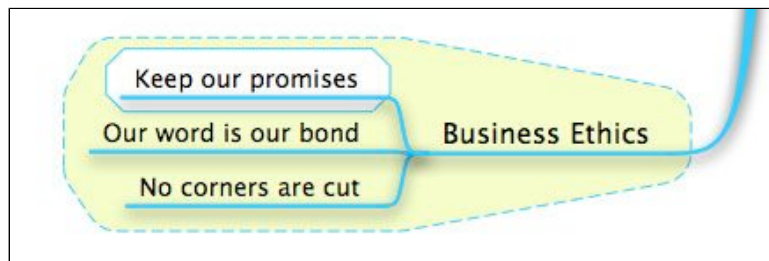 Keep our promises
Our word is our bond
Business Ethics
No corners are cut